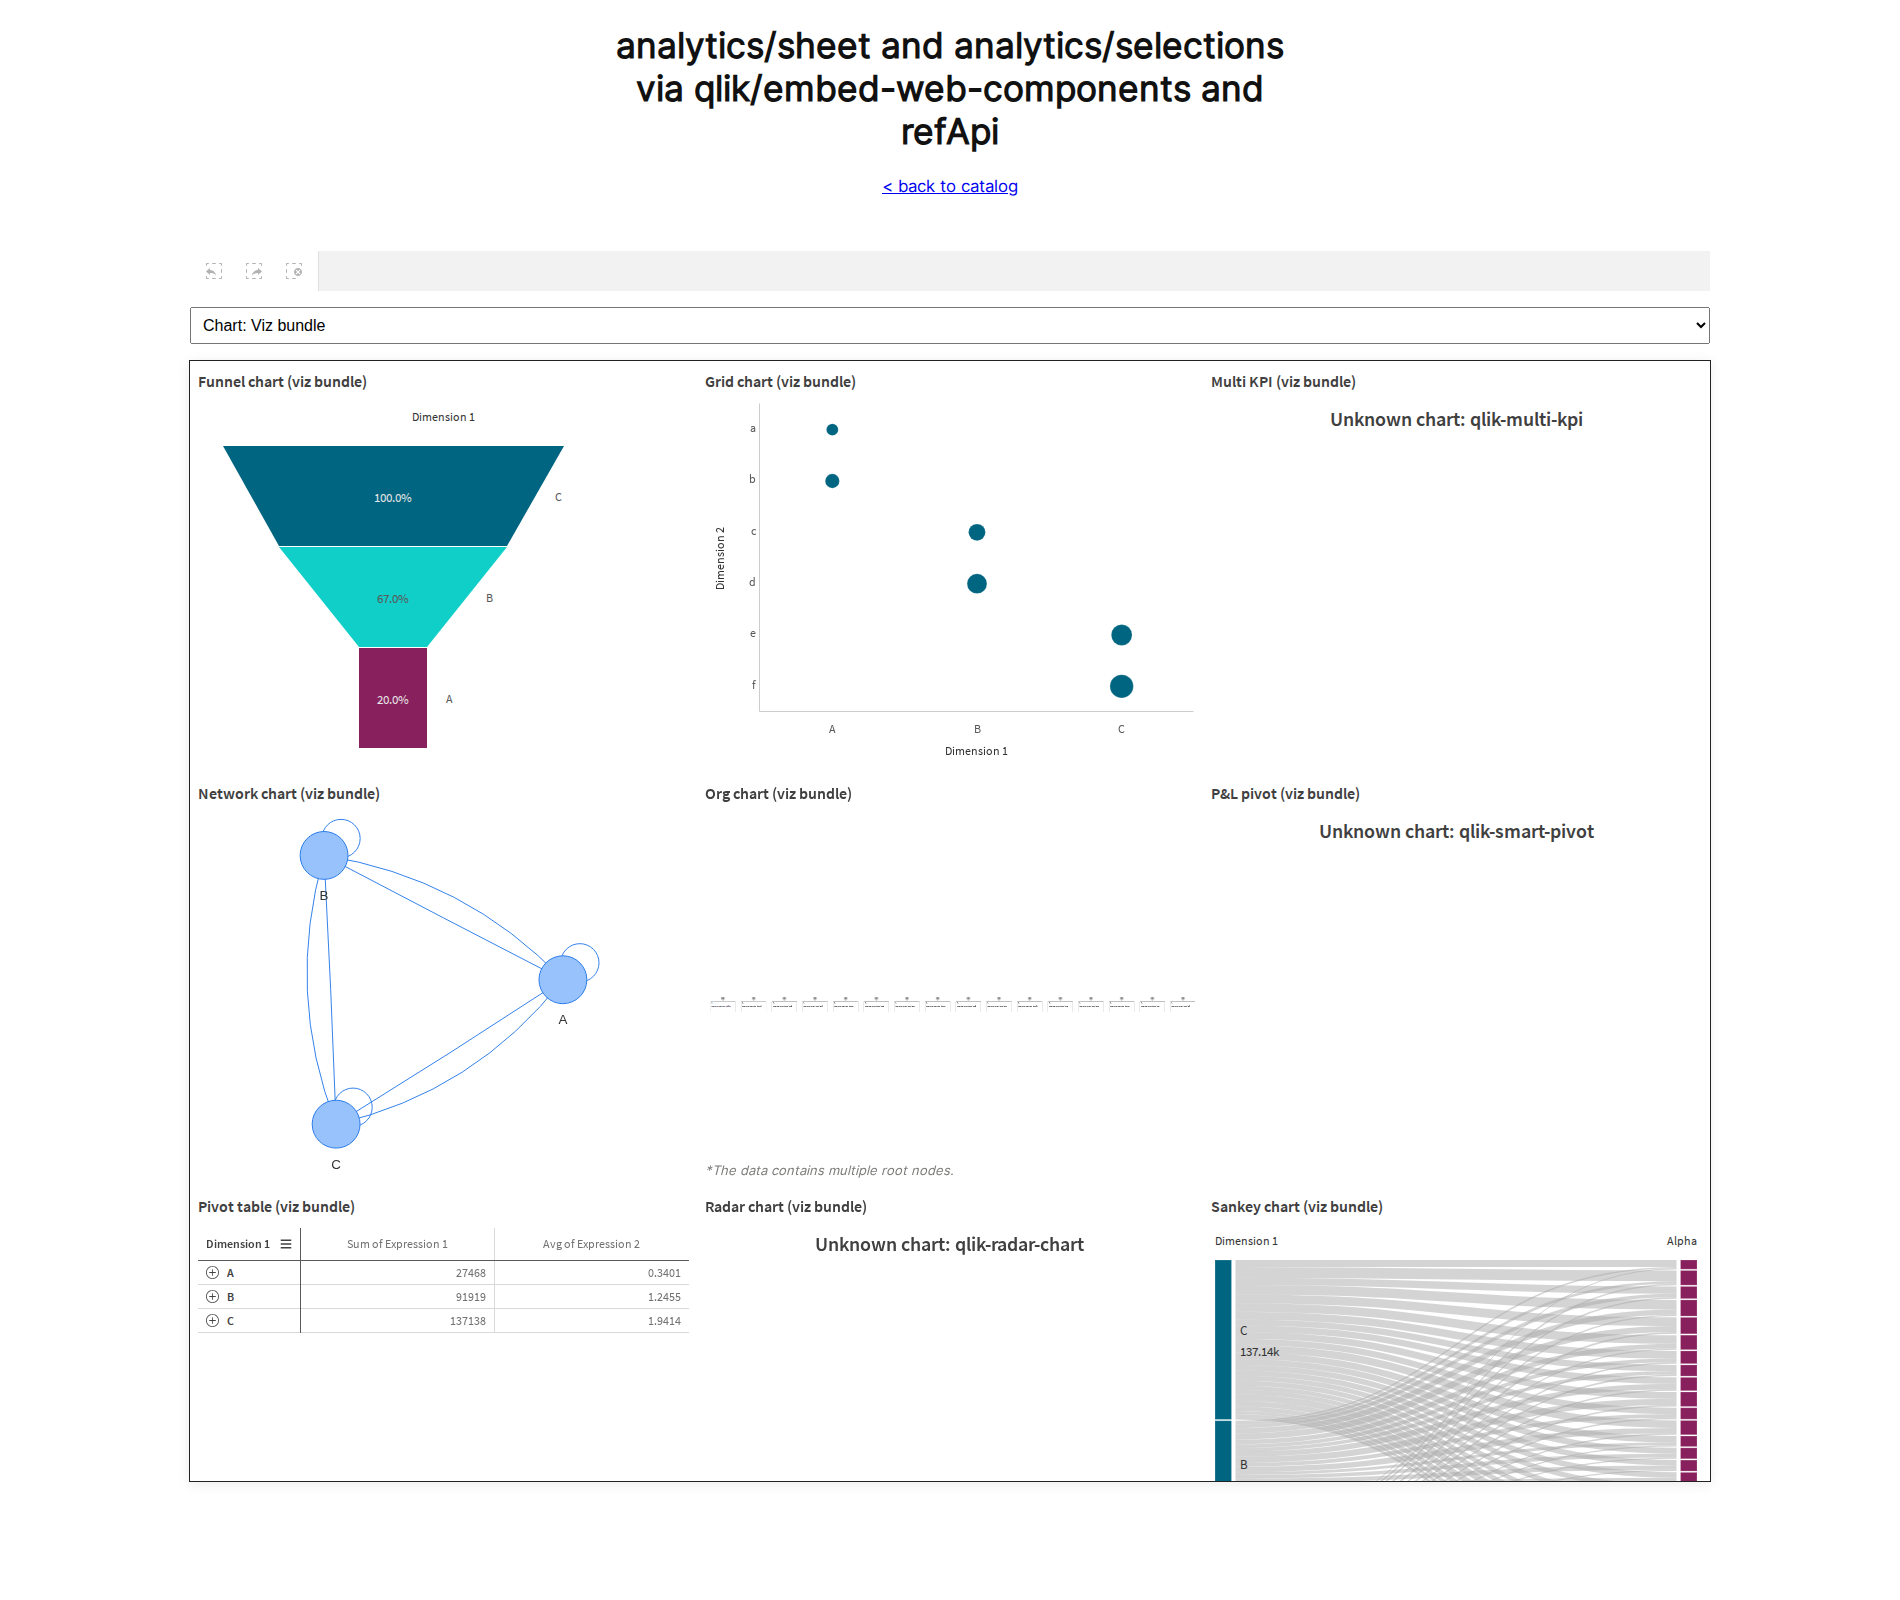 analytics/sheet and analytics/selections
via qlik/embed-web-components and
refApi
< back to catalog
Chart: Viz bundle
Funnel chart (viz bundle)
Dimension 1
100.0%
C
67.0%
B
20.0%
A
Grid chart (viz bundle)
Dimension 2
a
b
c
d
e
f
A B C
Dimension 1
Multi KPI (viz bundle)
Unknown chart: qlik-multi-kpi
Network chart (viz bundle)
B
A
C
Org chart (viz bundle)
*The data contains multiple root nodes.
P&L pivot (viz bundle)
Unknown chart: qlik-smart-pivot
Pivot table (viz bundle)
Dimension 1 Sum of Expression 1 Avg of Expression 2
A 27468 0.3401
B 91919 1.2455
C 137138 1.9414
Radar chart (viz bundle)
Unknown chart: qlik-radar-chart
Sankey chart (viz bundle)
Dimension 1 Alpha
C
137.14k
B